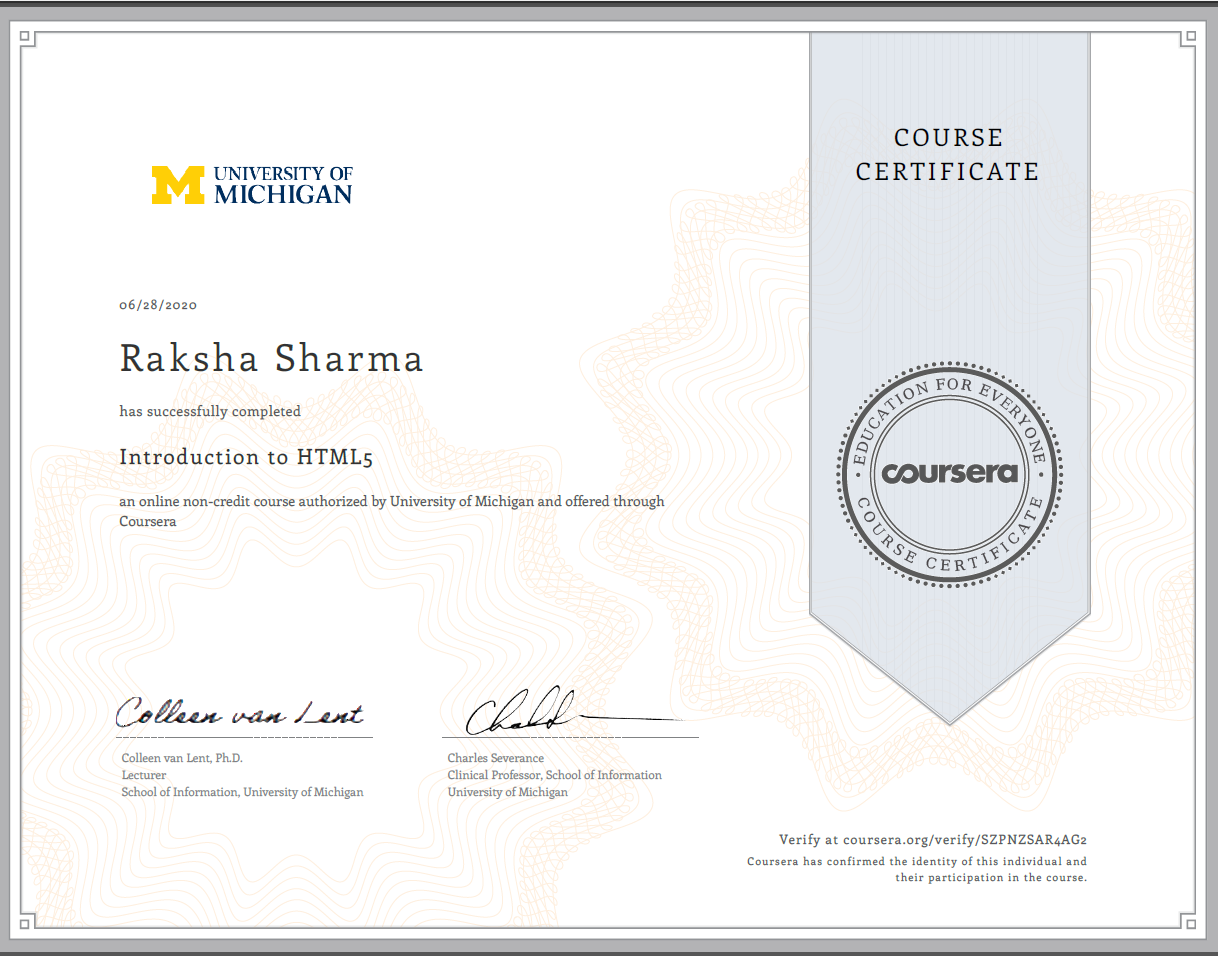 COURSE
CERTIFICATE
UNIVERSITY OF
MICHIGAN
06/28/2020
Raksha Sharma
has successfully completed
Introduction to HTML5
an online non-credit course authorized by University of Michigan and offered through
Coursera
EDUCATION FOR EVERYONE
coursera
COURSE CERTIFICATE
Colleen van Lent
Colleen van Lent, Ph.D.
Lecturer
School of Information, University of Michigan
Charles Severance
Clinical Professor, School of Information
University of Michigan
Verify at coursera.org/verify/SZPNZSAR4AG2
Coursera has confirmed the identity of this individual and
their participation in the course.